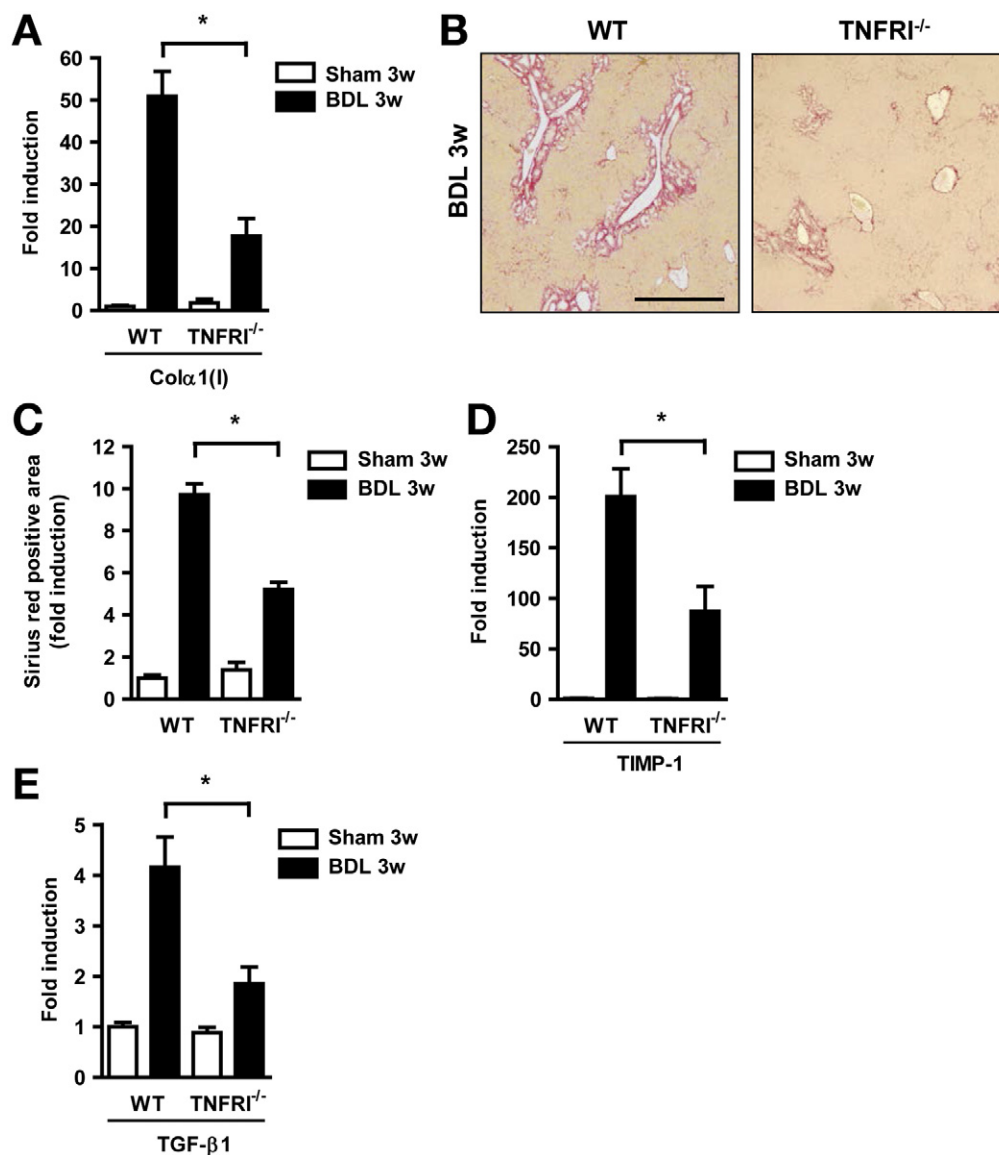 A
*
60
50
40
30
20
10
0
Fold induction
Sham 3w
BDL 3w
WT TNFRI-/-
Colα1(I)
B
WT TNFRI-/-
BDL 3w
C
*
12
10
8
6
4
2
0
Sirius red positive area
(fold induction)
Sham 3w
BDL 3w
WT TNFRI-/-
D
*
250
200
150
100
50
0
Fold induction
Sham 3w
BDL 3w
WT TNFRI-/-
TIMP-1
E
*
5
4
3
2
1
0
Fold induction
Sham 3w
BDL 3w
WT TNFRI-/-
TGF-β1